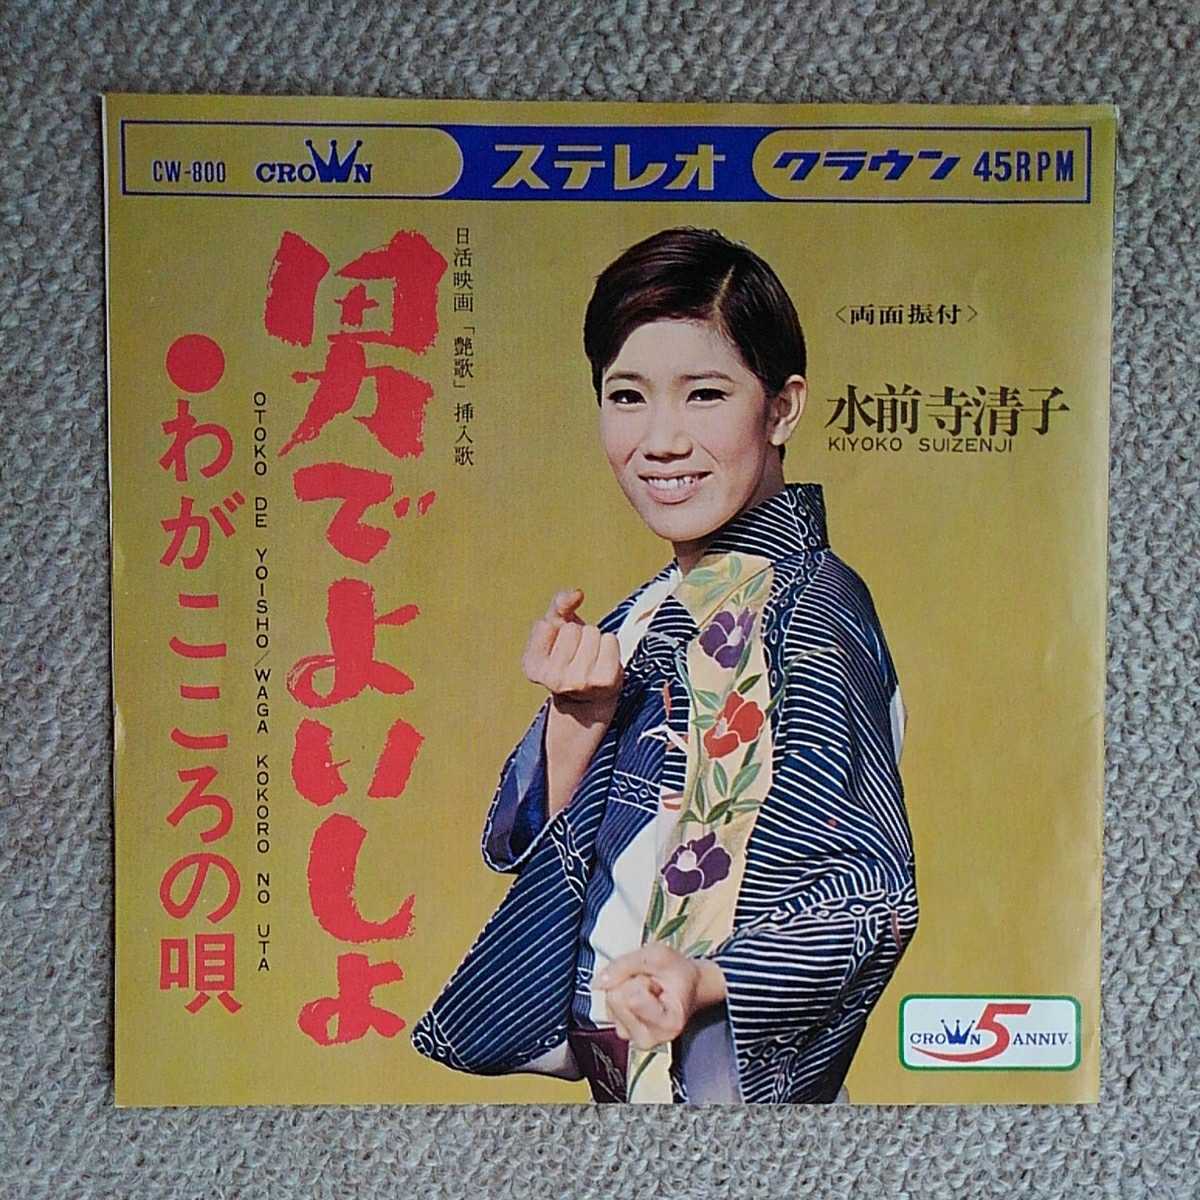 CW-800 CROWN ステレオ クラウン 45RPM
日活映画「艶歌」挿入歌
男でよいしょ
OTOKO DE YOISHO/WAGA KOKORO NO UTA
●わがこころの唄
〈両面振付〉
水前寺清子
KIYOKO SUIZENJI
CROWN 5 ANNIV.